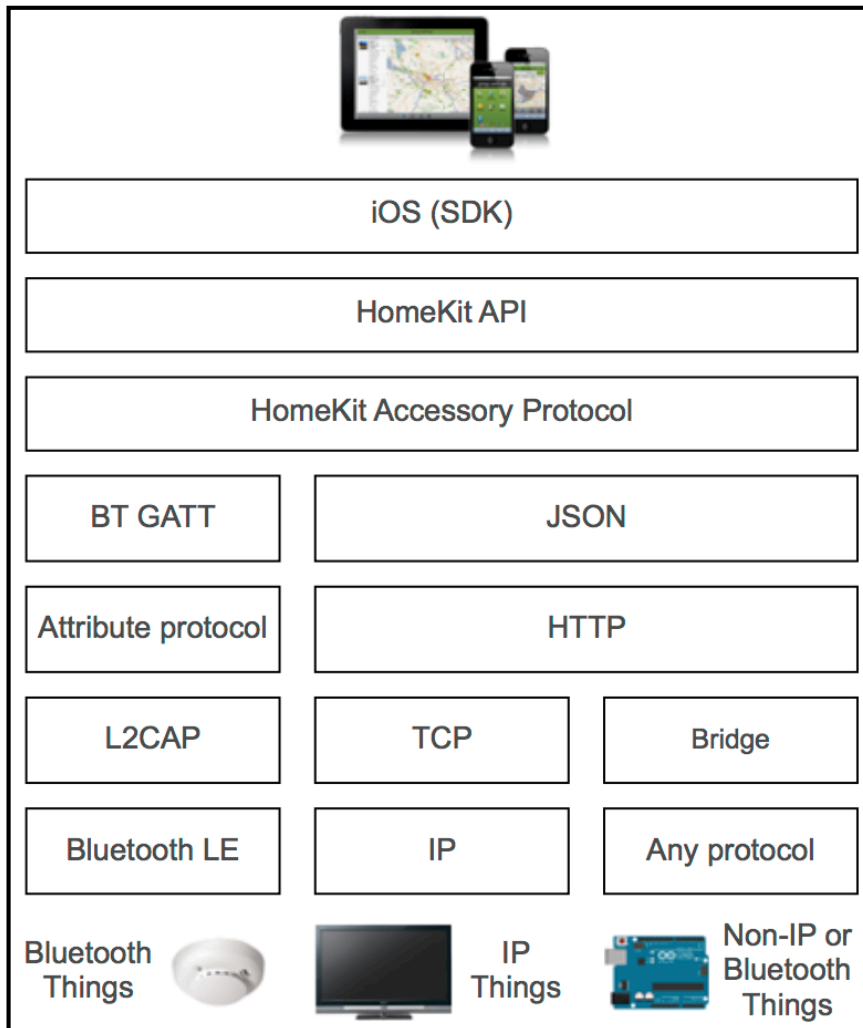 iOS (SDK)
HomeKit API
HomeKit Accessory Protocol
BT GATT
JSON
Attribute protocol
HTTP
L2CAP
TCP
Bridge
Bluetooth LE
IP
Any protocol
Bluetooth
Things
IP
Things
Non-IP or
Bluetooth
Things